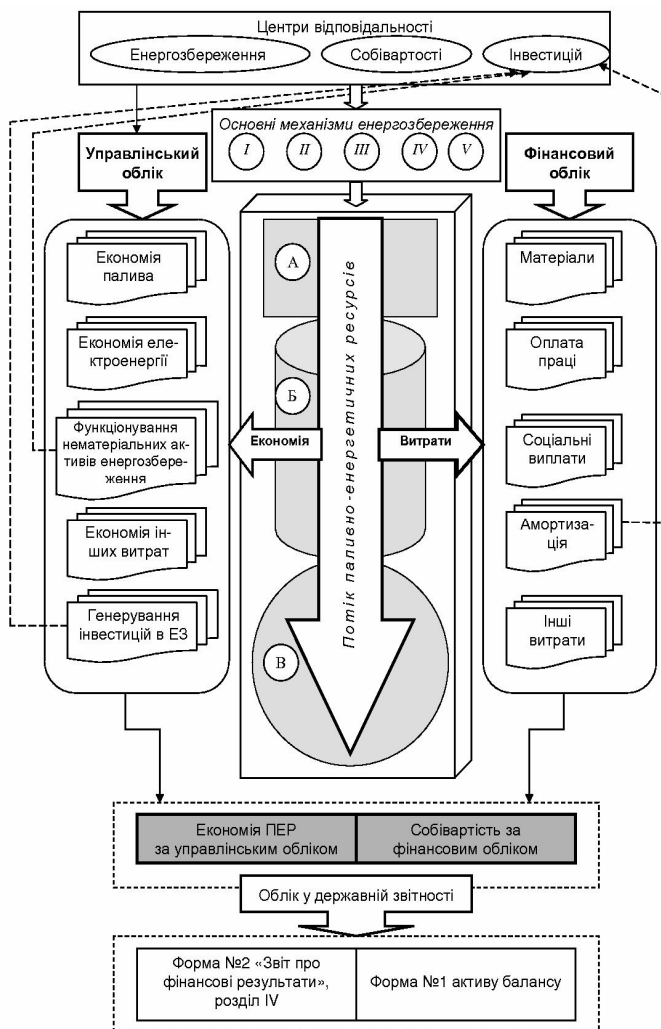 Центри відповідальності
Енергозбереження
Собівартості
Інвестицій
Основні механізми енергозбереження
I
II
III
IV
V
Управлінський
облік
Фінансовий
облік
Економія
палива
Економія еле-
ктроенергії
Функціонування
нематеріальних ак-
тивів енергозбере-
ження
Економія ін-
ших витрат
Генерування
інвестицій в ЕЗ
А
Б
В
Потік паливно-енергетичних ресурсів
Економія
Витрати
Матеріали
Оплата
праці
Соціальні
виплати
Амортиза-
ція
Інші
витрати
Економія ПЕР
за управлінським обліком
Собівартість за
фінансовим обліком
Облік у державній звітності
Форма №2 «Звіт про
фінансові результати»,
розділ IV
Форма №1 активу балансу